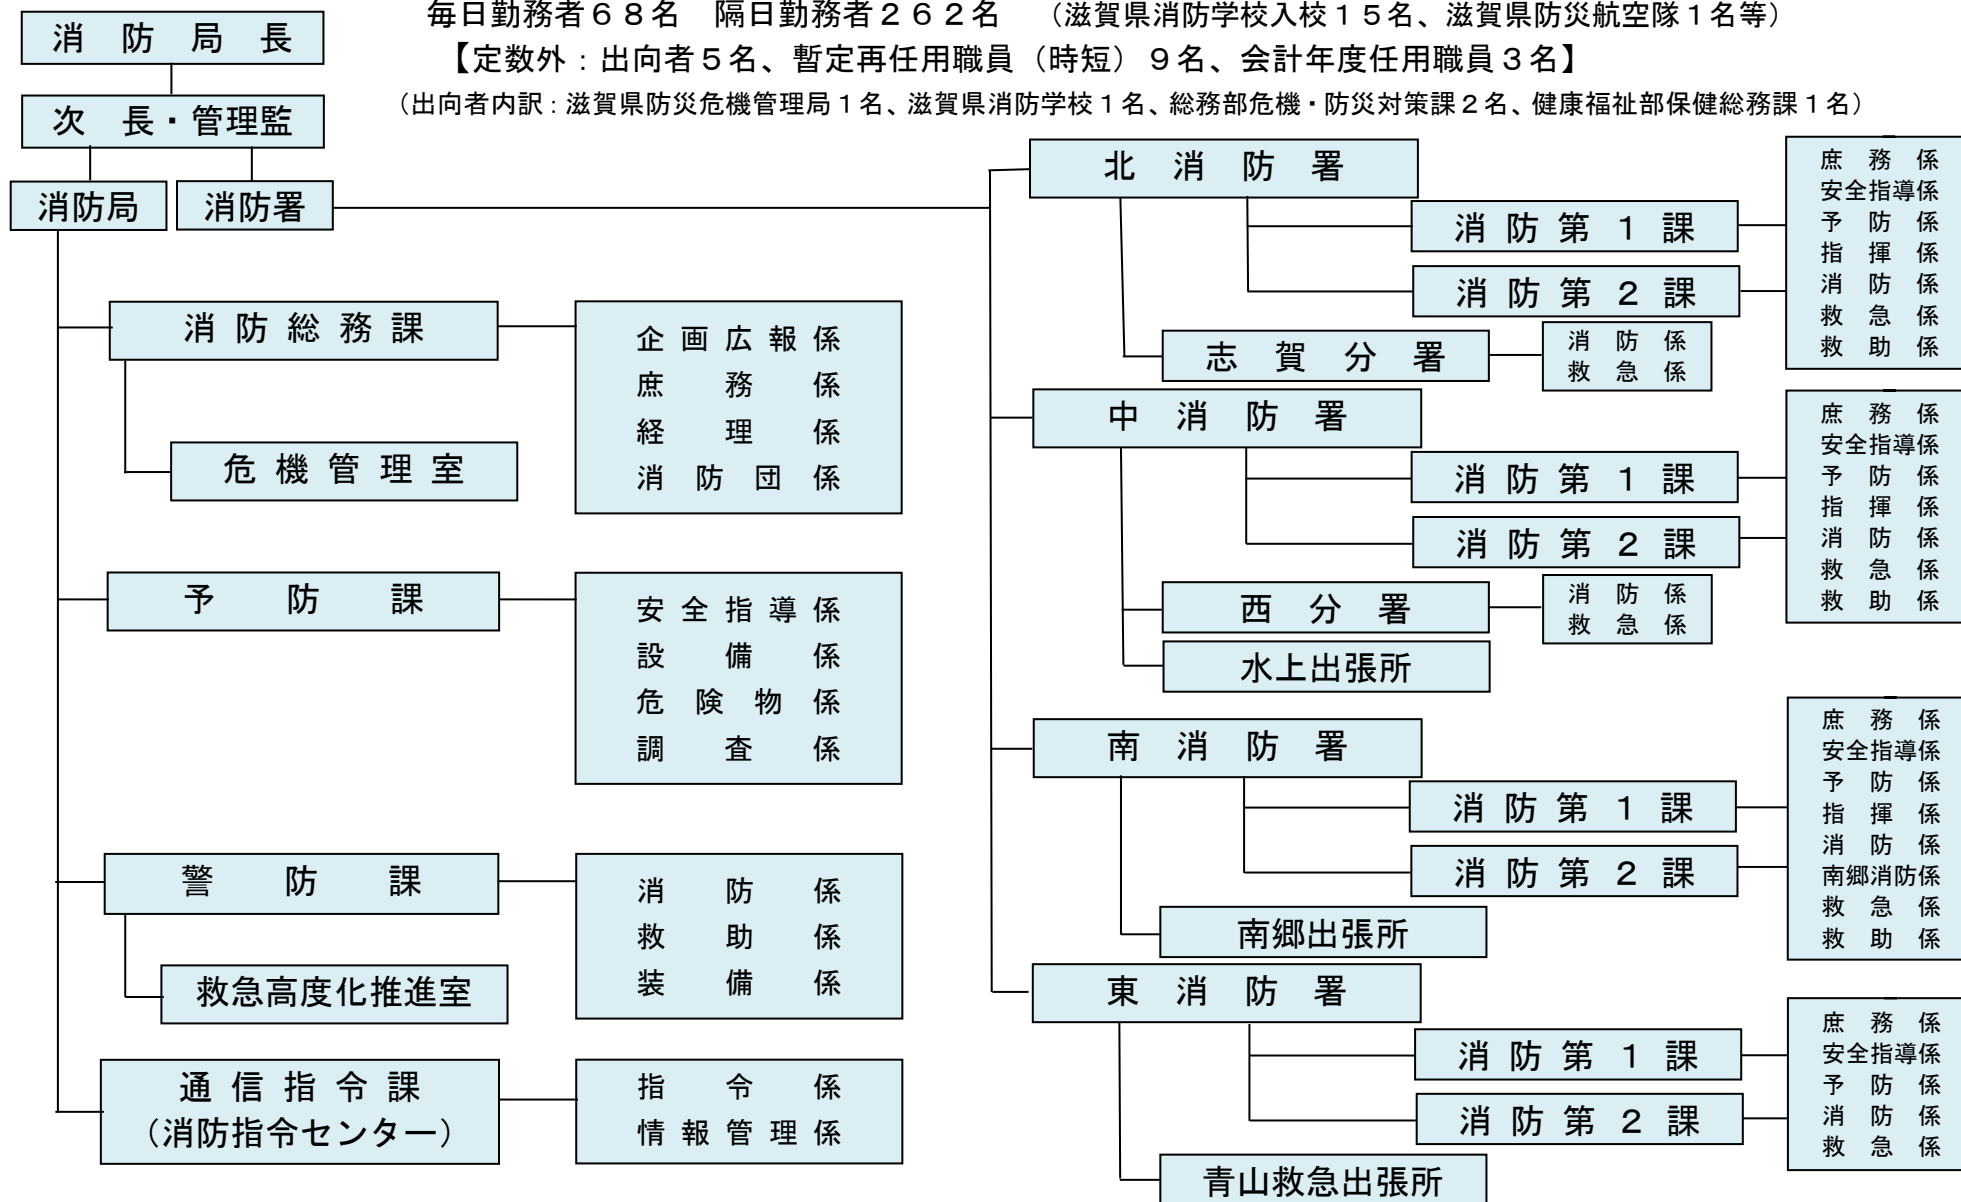 毎日勤務者６８名　隔日勤務者２６２名　（滋賀県消防学校入校１５名、滋賀県防災航空隊１名等）
【定数外：出向者５名、暫定再任用職員（時短）９名、会計年度任用職員３名】
（出向者内訳：滋賀県防災危機管理局１名、滋賀県消防学校１名、総務部危機・防災対策課２名、健康福祉部保健総務課１名）
消防局長
次長・管理監
消防局
消防署
消防総務課
企画広報係
庶務係
経理係
消防団係
危機管理室
予防課
安全指導係
設備係
危険物係
調査係
警防課
消防係
救助係
装備係
救急高度化推進室
通信指令課
（消防指令センター）
指令係
情報管理係
北消防署
消防第１課
消防第２課
庶務係
安全指導係
予防係
指揮係
消防係
救急係
救助係
志賀分署
消防係
救急係
中消防署
消防第１課
消防第２課
庶務係
安全指導係
予防係
指揮係
消防係
救急係
救助係
西分署
消防係
救急係
水上出張所
南消防署
消防第１課
消防第２課
庶務係
安全指導係
予防係
指揮係
消防係
南郷消防係
救急係
救助係
南郷出張所
東消防署
消防第１課
消防第２課
庶務係
安全指導係
予防係
消防係
救急係
青山救急出張所